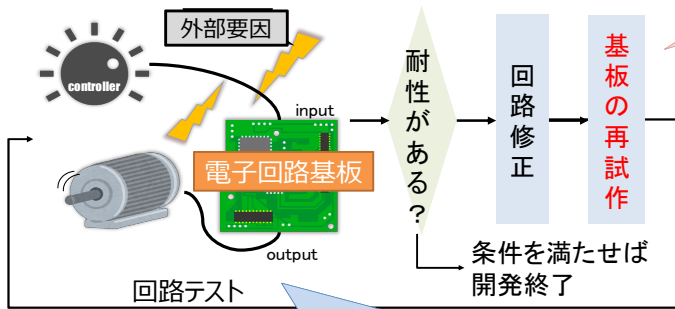 外部要因
controller
input
電子回路基板
output
耐性がある？
回路修正
基板の再試作
条件を満たせば
開発終了
回路テスト